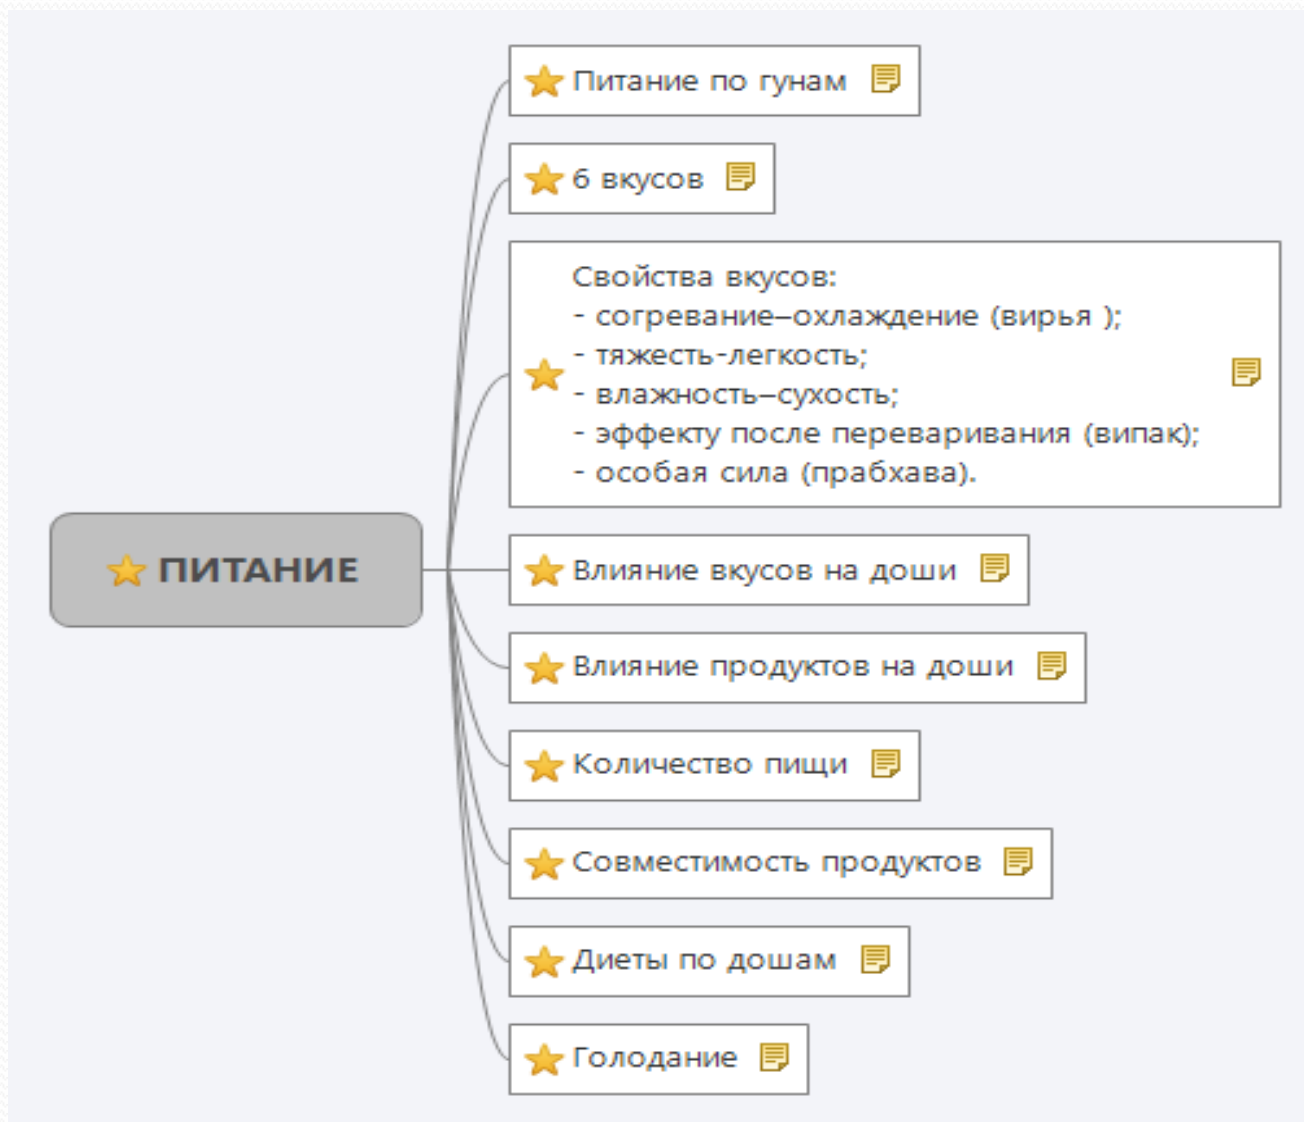 Питание по гунам
6 вкусов
Свойства вкусов:
- согревание–охлаждение (вирья );
- тяжесть-легкость;
- влажность–сухость;
- эффекту после переваривания (випак);
- особая сила (прабхава).
ПИТАНИЕ
Влияние вкусов на доши
Влияние продуктов на доши
Количество пищи
Совместимость продуктов
Диеты по дошам
Голодание